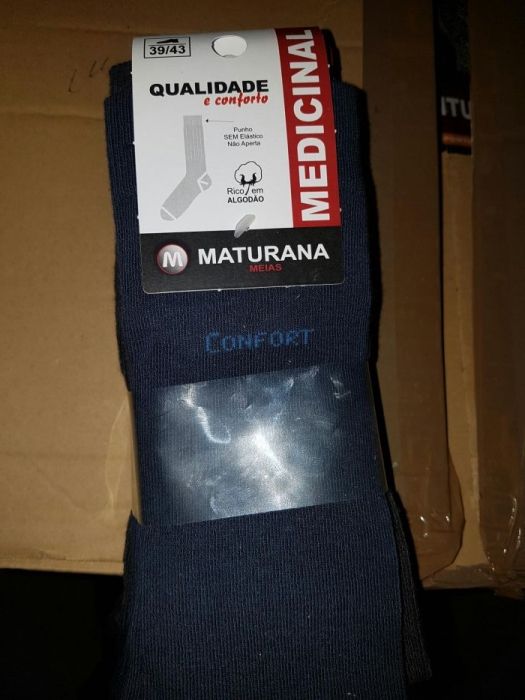 39/43
QUALIDADE
e conforto
Punho
SEM Elástico
Não Aperta
Rico em
ALGODÃO
MEDICINAL
M MATURANA
MEIAS
CONFORT